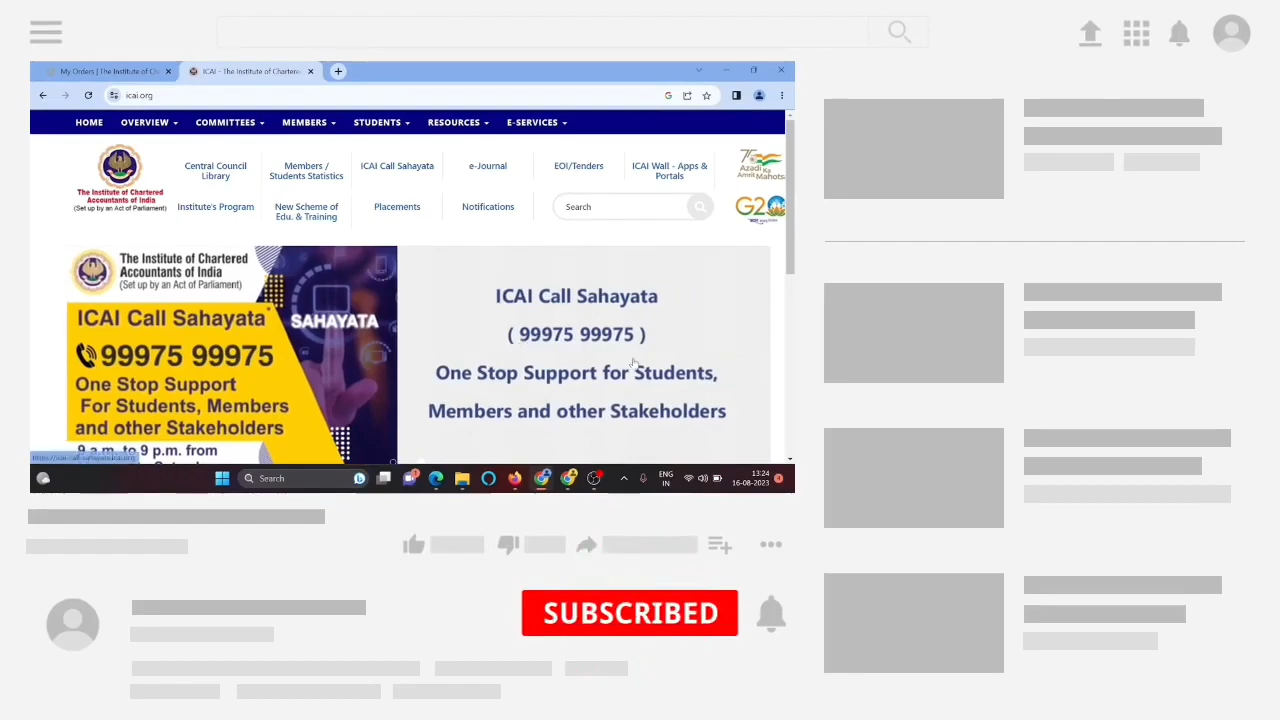 My Orders | The Institute of Ch
ICAI - The Institute of Chartere
icai.org
HOME OVERVIEW COMMITTEES MEMBERS STUDENTS RESOURCES E-SERVICES
The Institute of Chartered
Accountants of India
(Set up by an Act of Parliament)
Central Council
Library
Members /
Students Statistics
ICAI Call Sahayata
e-Journal
EOI/Tenders
ICAI Wall - Apps &
Portals
Institute's Program
New Scheme of
Edu. & Training
Placements
Notifications
Search
75
Azadi Ka
Amrit Mahots
G20
The Institute of Chartered
Accountants of India
(Set up by an Act of Parliament)
ICAI Call Sahayata*
99975 99975
One Stop Support
For Students, Members
and other Stakeholders
9 a.m. to 9 p.m. from
SAHAYATA
ICAI Call Sahayata
( 99975 99975 )
One Stop Support for Students,
Members and other Stakeholders
Search
ENG
IN
13:24
16-08-2023
SUBSCRIBED